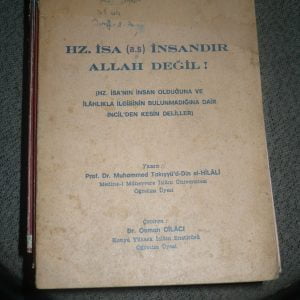 HZ. İSA (a.s) İNSANDIR
ALLAH DEĞİL!
(HZ. İSA'NIN İNSAN OLDUĞUNA VE
İLÂHLIKLA İLGİSİNİN BULUNMADIĞINA DAİR
İNCİL'DEN KESİN DELİLLER)
Yazan:
Prof. Dr. Muhammed Takıyyü'd-Din el-HİLÂLİ
Medine-i Münevvere İslâm Üniversitesi
Öğretim Üyesi
Çeviren:
Dr. Osman CİLÂCI
Konya Yüksek İslâm Enstitüsü
Öğretim Üyesi